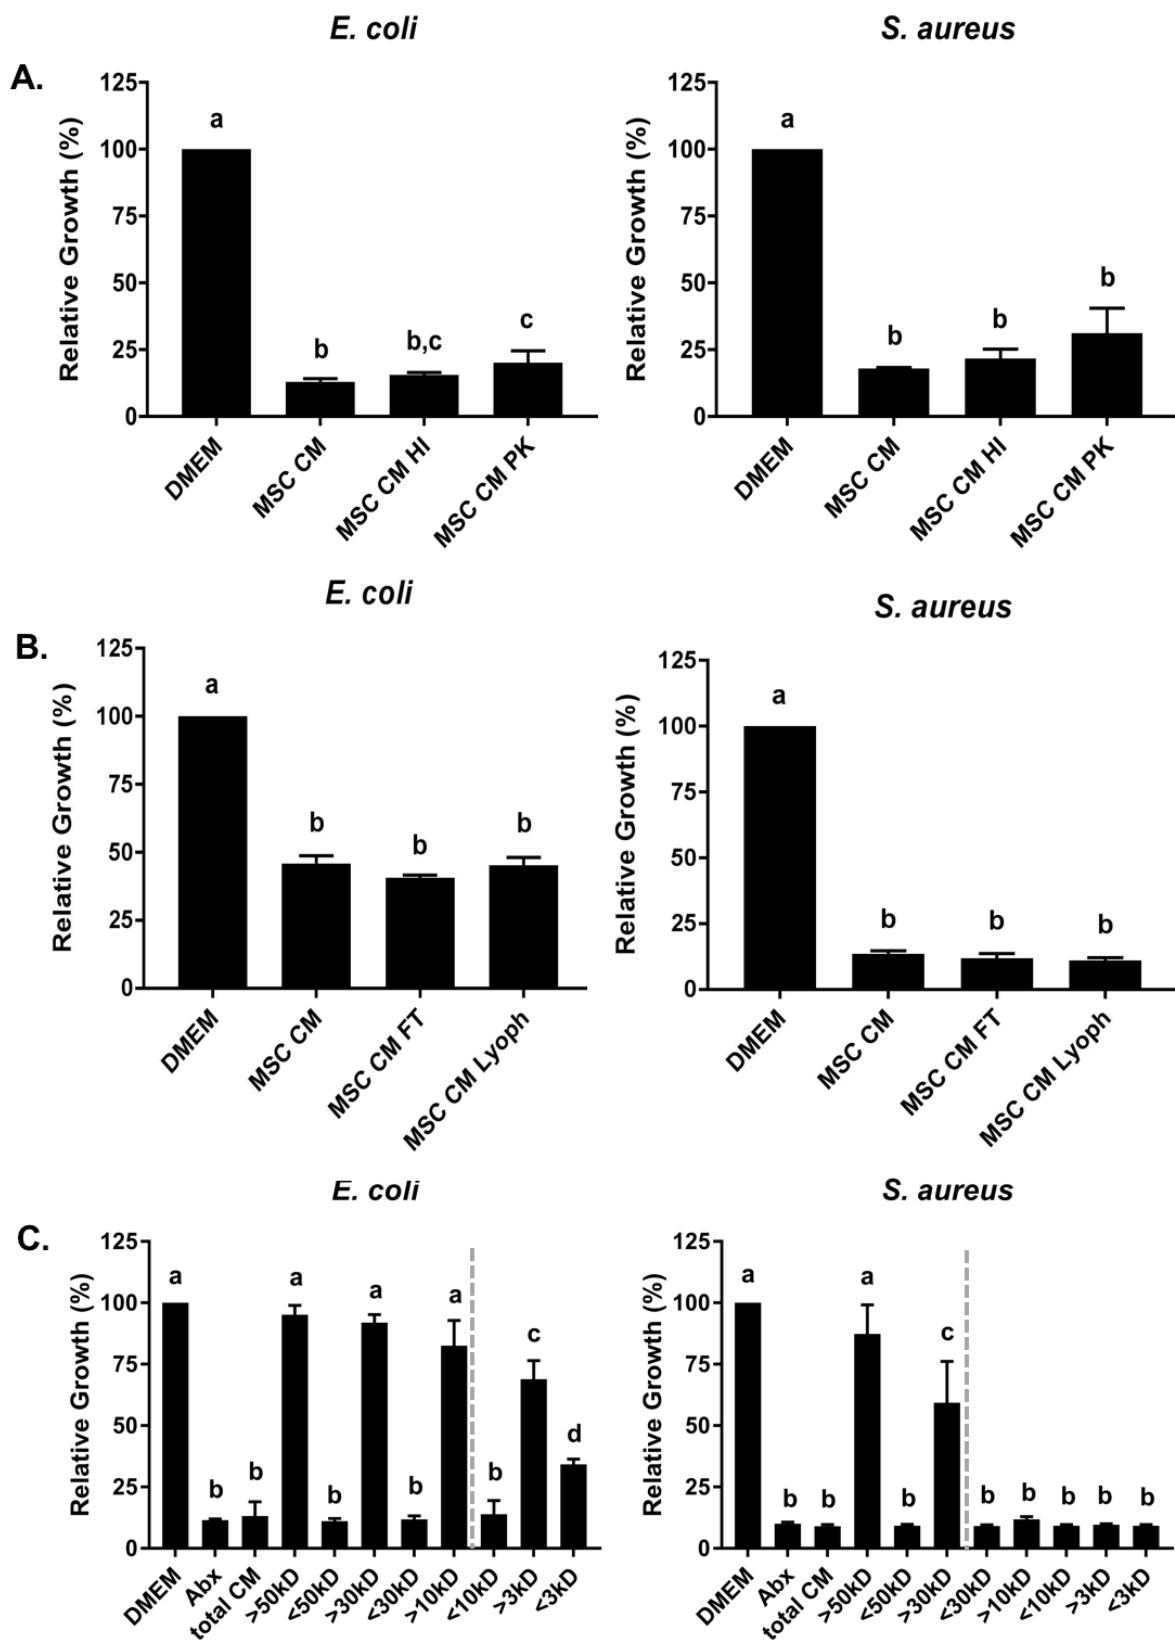 E. coli
S. aureus
A.
Relative Growth (%)
125
100
75
50
25
0
a
b
b,c
c
DMEM
MSC CM
MSC CM HI
MSC CM PK
Relative Growth (%)
125
100
75
50
25
0
a
b
b
b
DMEM
MSC CM
MSC CM HI
MSC CM PK
E. coli
S. aureus
B.
Relative Growth (%)
125
100
75
50
25
0
a
b
b
b
DMEM
MSC CM
MSC CM FT
MSC CM Lyoph
Relative Growth (%)
125
100
75
50
25
0
a
b
b
b
DMEM
MSC CM
MSC CM FT
MSC CM Lyoph
E. coli
S. aureus
C.
Relative Growth (%)
125
100
75
50
25
0
a
b
b
a
b
a
b
a
b
c
d
DMEM
Abx
total CM
>50kD
<50kD
>30kD
<30kD
>10kD
<10kD
>3kD
<3kD
Relative Growth (%)
125
100
75
50
25
0
a
b
b
a
b
c
b
b
b
b
b
DMEM
Abx
total CM
>50kD
<50kD
>30kD
<30kD
>10kD
<10kD
>3kD
<3kD